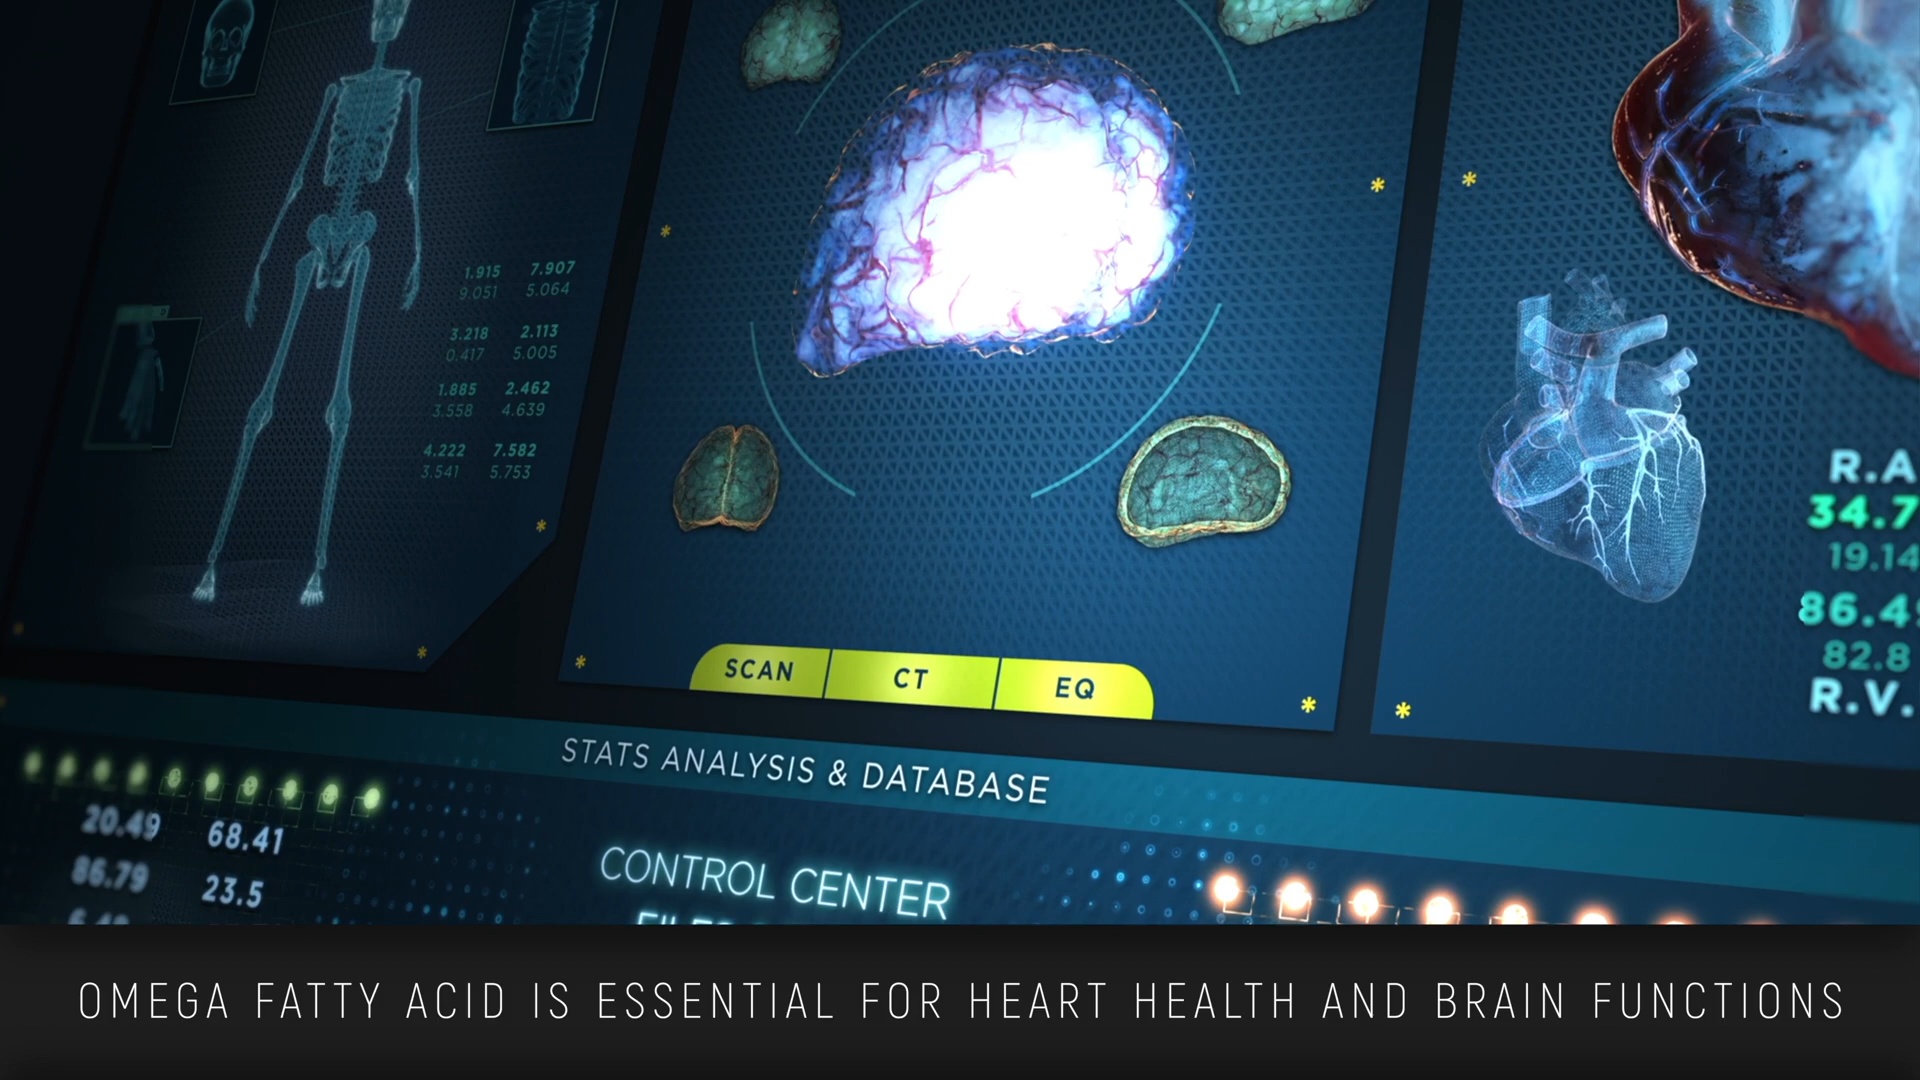 1.915 7.907
9.051 5.064
3.218 2.113
0.417 5.005
1.885 2.462
3.558 4.639
4.222 7.582
3.541 5.753
SCAN CT EQ
R.A
34.7
19.14
86.4
82.8
R.V.
STATS ANALYSIS & DATABASE
20.49 68.41
86.79 23.5
CONTROL CENTER
OMEGA FATTY ACID IS ESSENTIAL FOR HEART HEALTH AND BRAIN FUNCTIONS